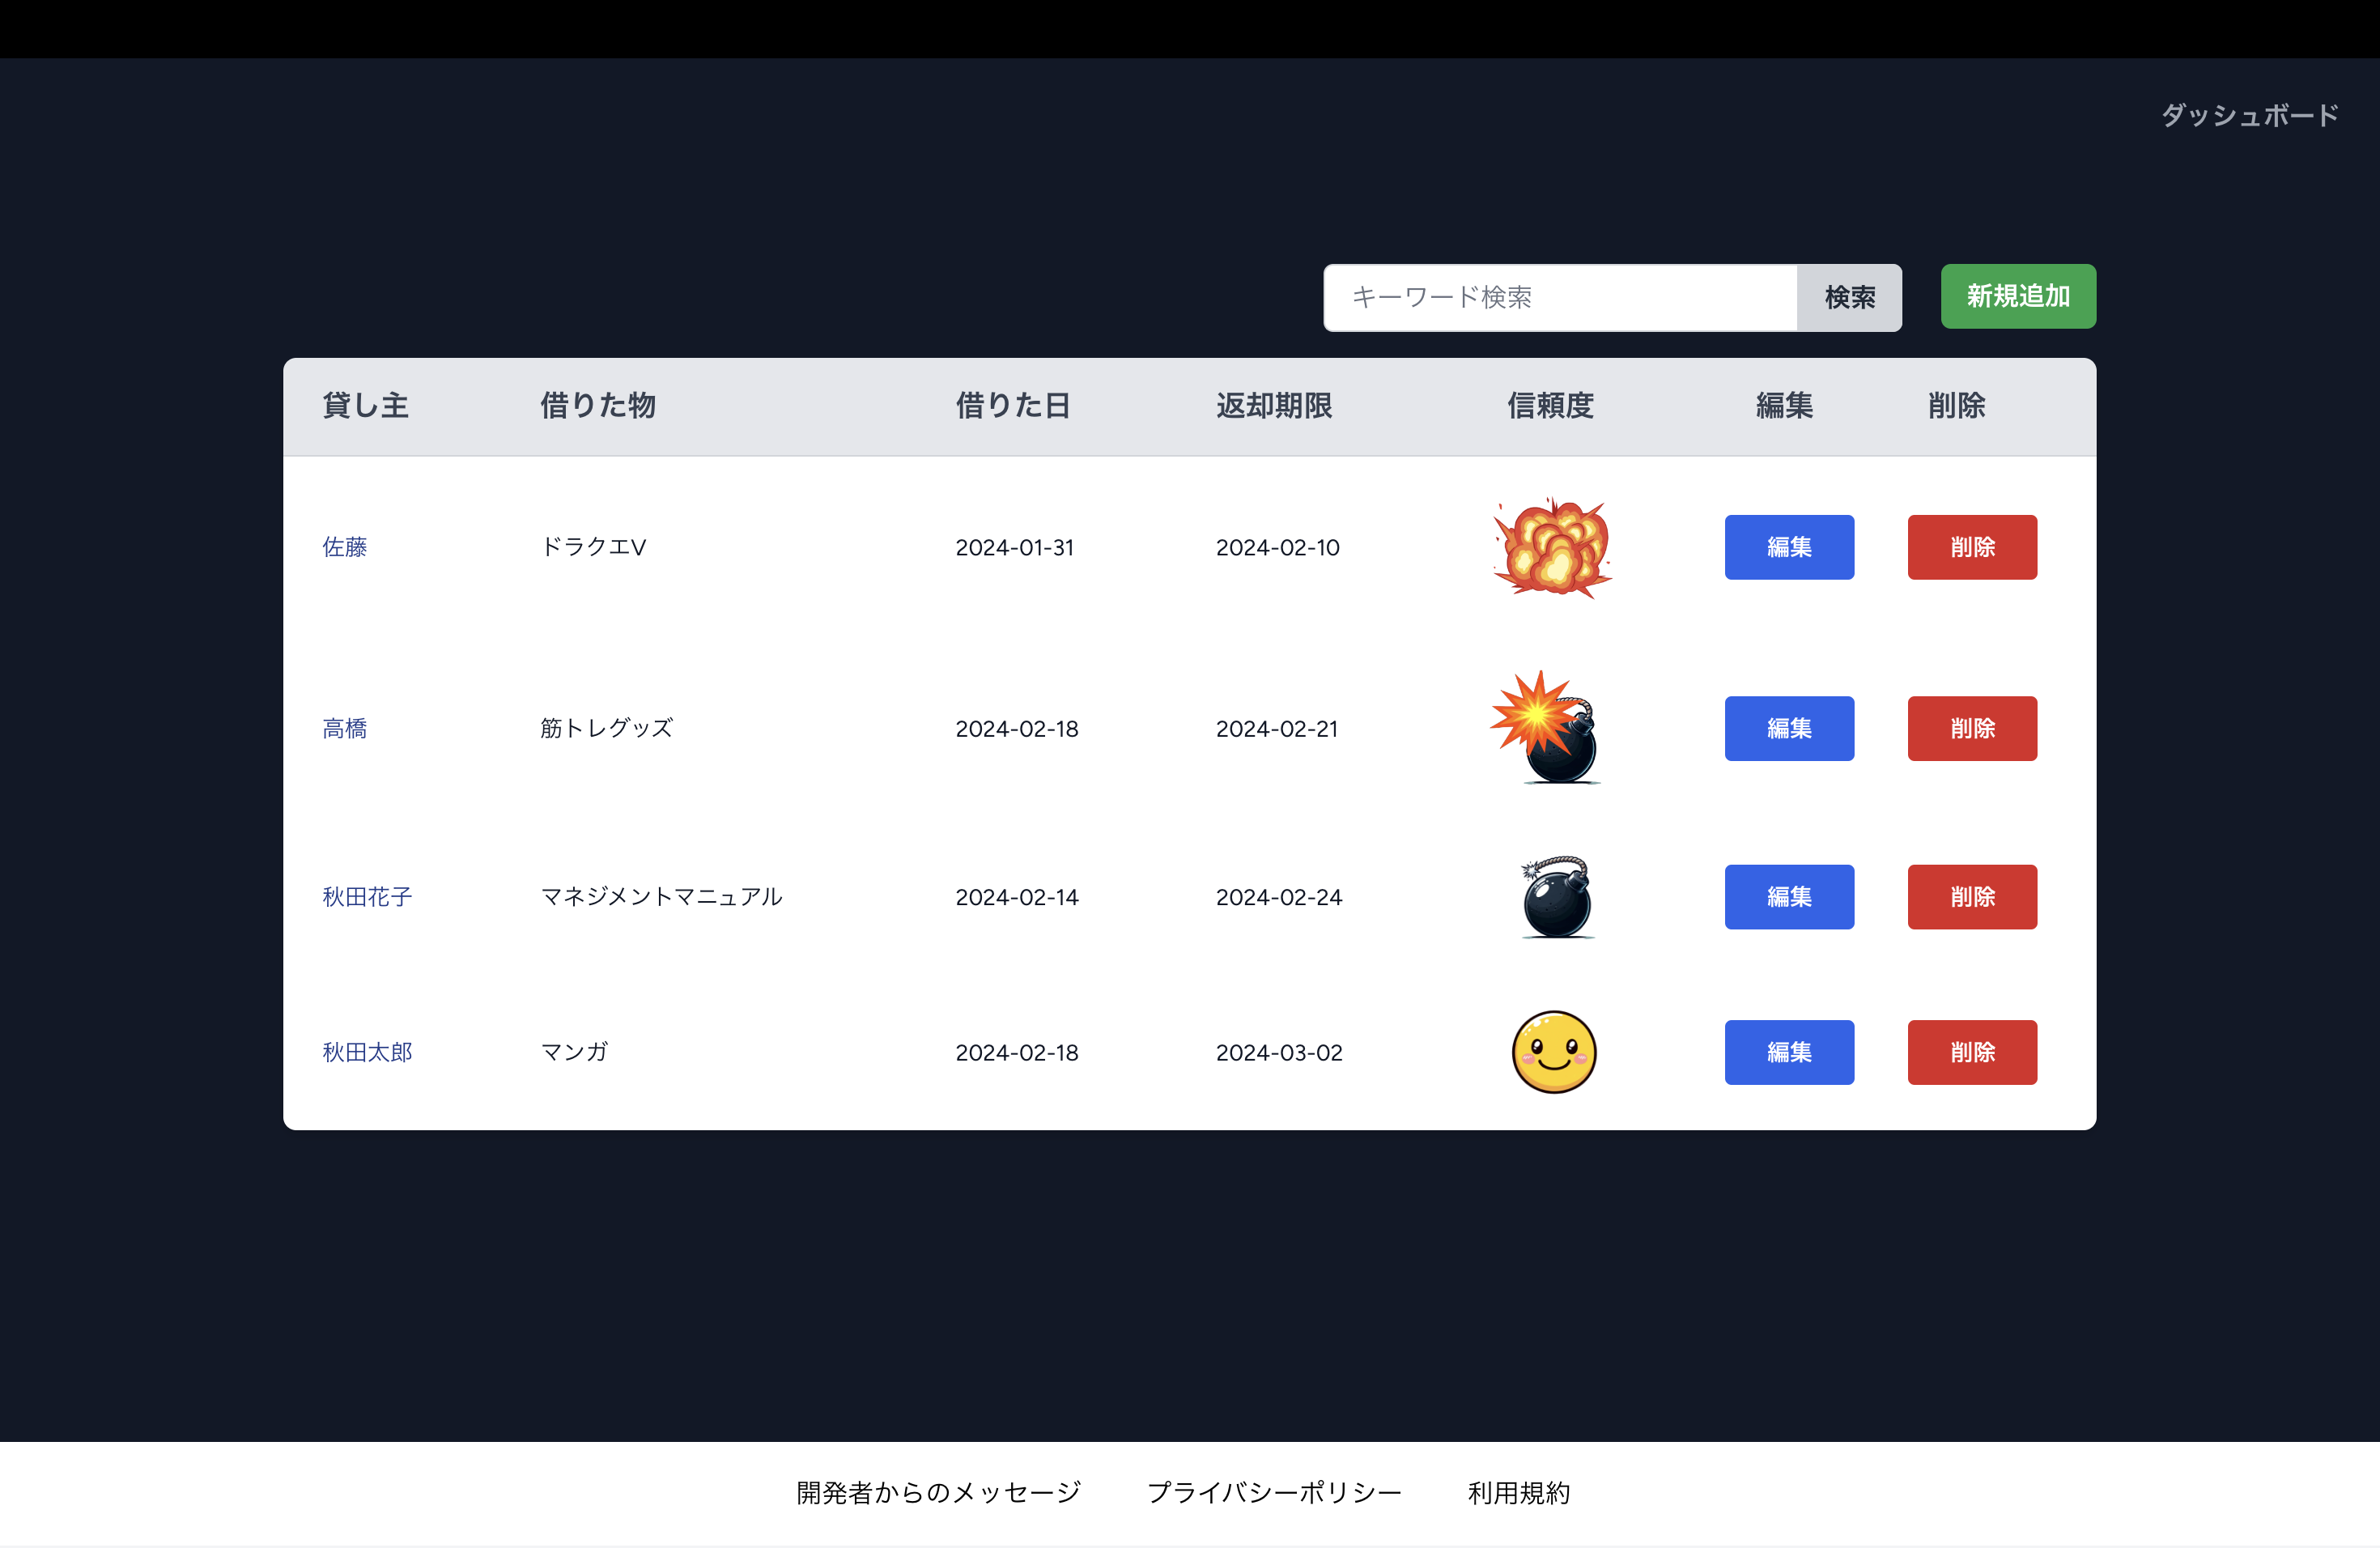 ダッシュボード
キーワード検索 検索 新規追加
貸し主 借りた物 借りた日 返却期限 信頼度 編集 削除
佐藤 ドラクエV 2024-01-31 2024-02-10 編集 削除
高橋 筋トレグッズ 2024-02-18 2024-02-21 編集 削除
秋田花子 マネジメントマニュアル 2024-02-14 2024-02-24 編集 削除
秋田太郎 マンガ 2024-02-18 2024-03-02 編集 削除
開発者からのメッセージ プライバシーポリシー 利用規約